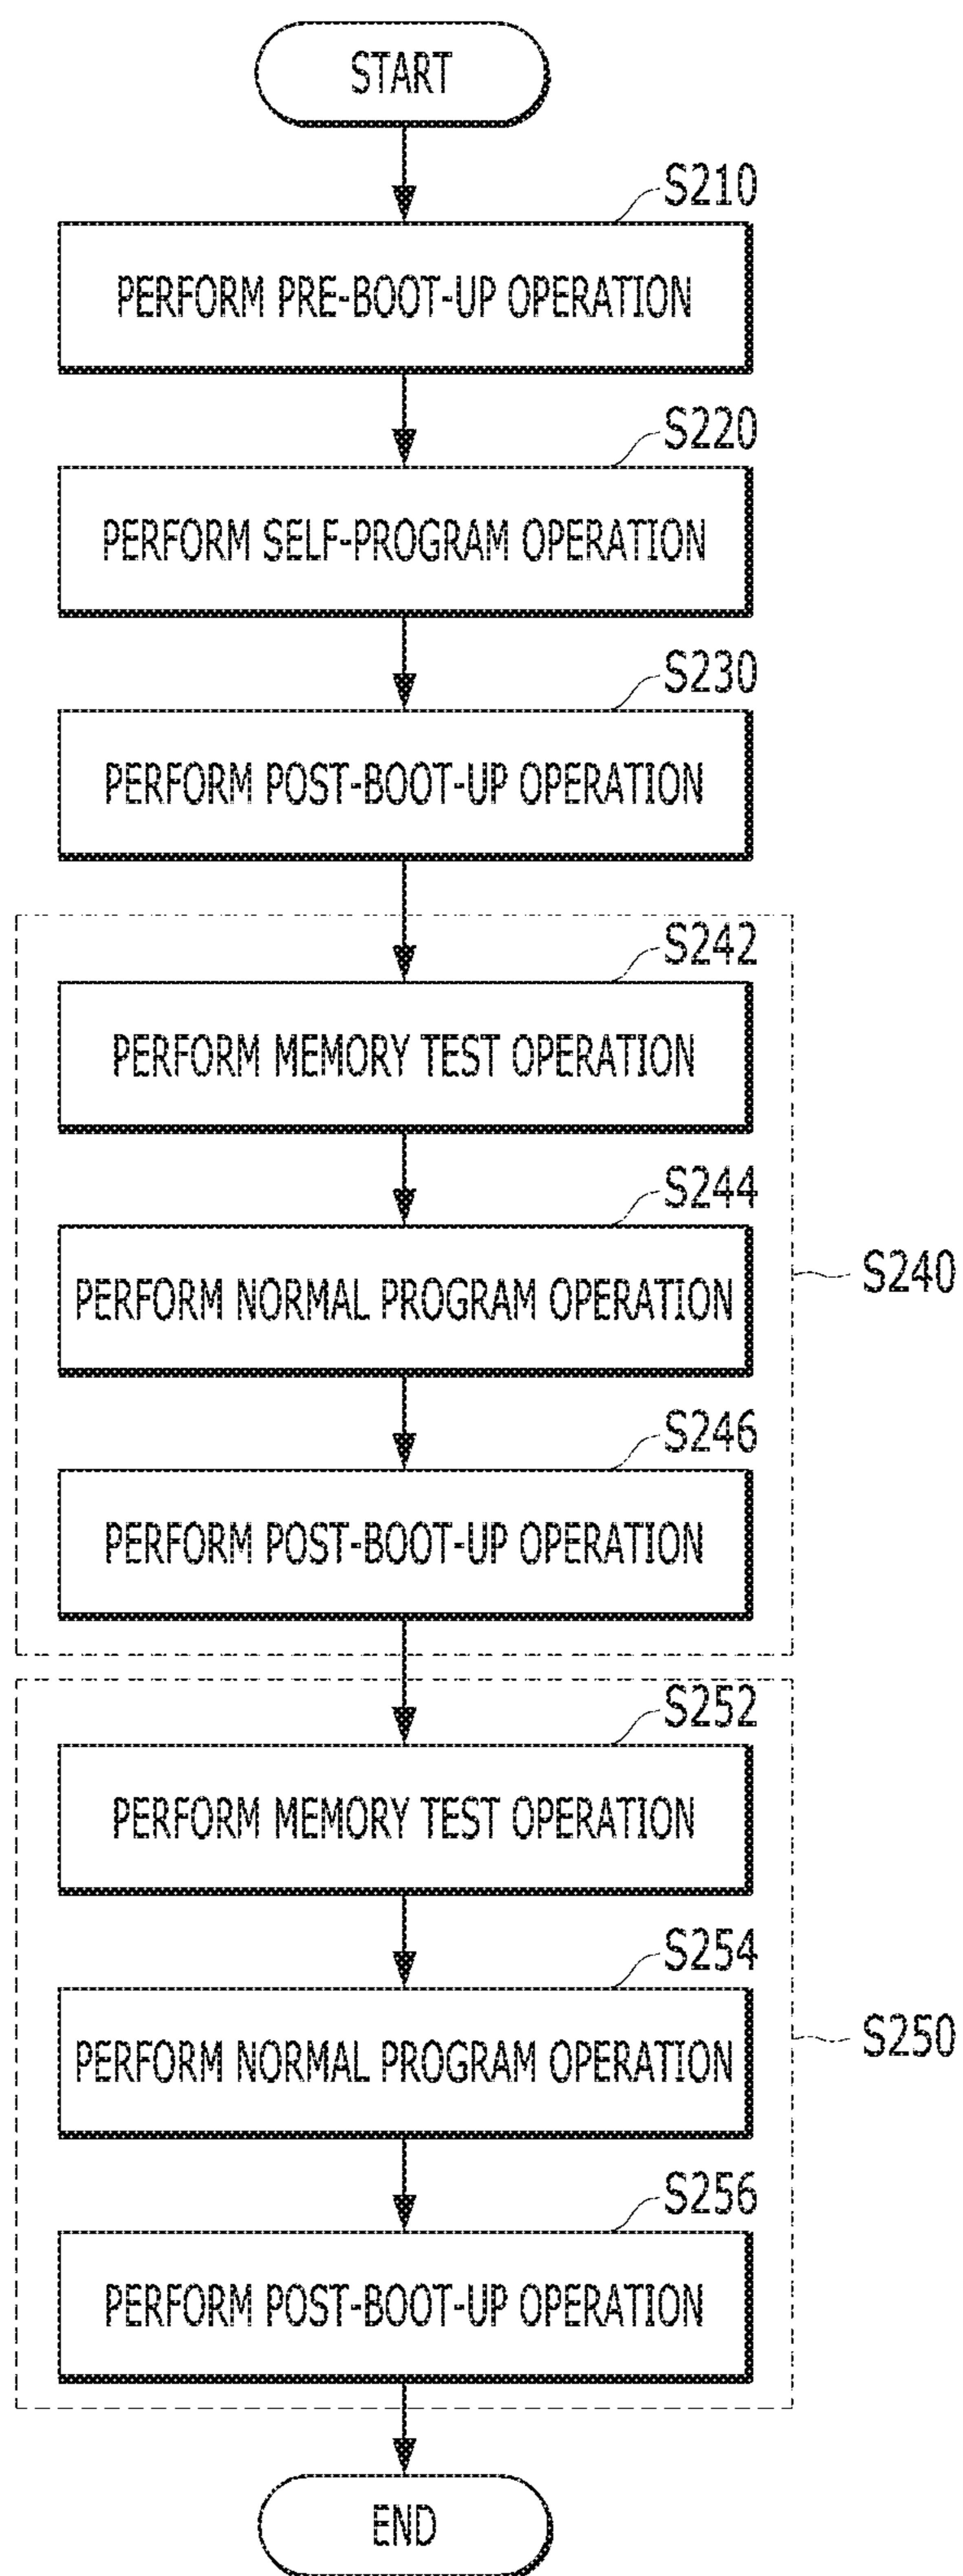 START
S210
PERFORM PRE-BOOT-UP OPERATION
S220
PERFORM SELF-PROGRAM OPERATION
S230
PERFORM POST-BOOT-UP OPERATION
S242
PERFORM MEMORY TEST OPERATION
S244
PERFORM NORMAL PROGRAM OPERATION
S240
S246
PERFORM POST-BOOT-UP OPERATION
S252
PERFORM MEMORY TEST OPERATION
S254
PERFORM NORMAL PROGRAM OPERATION
S250
S256
PERFORM POST-BOOT-UP OPERATION
END